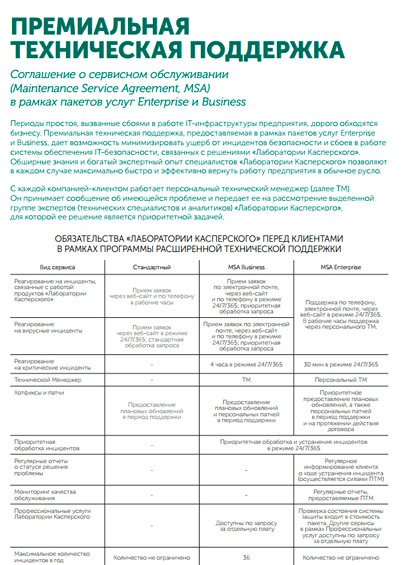 ПРЕМИАЛЬНАЯ
ТЕХНИЧЕСКАЯ ПОДДЕРЖКА
Соглашение о сервисном обслуживании
(Maintenance Service Agreement, MSA)
в рамках пакетов услуг Enterprise и Business
Периоды простоя, вызванные сбоями в работе IT-инфраструктуры предприятия, дорого обходятся
бизнесу. Премиальная техническая поддержка, предоставляемая в рамках пакетов услуг Enterprise
и Business, дает возможность минимизировать ущерб от инцидентов безопасности и сбоев в работе
системы обеспечения IT-безопасности, связанных с решениями «Лаборатории Касперского».
Обширные знания и богатый экспертный опыт специалистов «Лаборатории Касперского» позволяют
в каждом случае максимально быстро и эффективно вернуть работу предприятия в обычное русло.
С каждой компанией-клиентом работает персональный технический менеджер (далее ТМ).
Он принимает сообщение об имеющейся проблеме и передает ее на рассмотрение выделенной
группе экспертов (технических специалистов и аналитиков) «Лаборатории Касперского»,
для которой ее решение является приоритетной задачей.
ОБЯЗАТЕЛЬСТВА «ЛАБОРАТОРИИ КАСПЕРСКОГО» ПЕРЕД КЛИЕНТАМИ
В РАМКАХ ПРОГРАММЫ РАСШИРЕННОЙ ТЕХНИЧЕСКОЙ ПОДДЕРЖКИ
Вид сервиса Стандартный MSA Business MSA Enterprise
Реагирование на инциденты,
связанные с работой
продуктов «Лаборатории
Касперского»
Прием заявок
через веб-сайт и по телефону
в рабочие часы
Прием заявок
по электронной почте,
через веб-сайт
и по телефону в режиме
24/7/365; приоритетная
обработка запроса
Поддержка по телефону,
электронной почте, через
веб-сайт в режиме 24/7/365.
В рабочие часы поддержка
через персонального ТМ.
Реагирование
на вирусные инциденты
Прием заявок
через веб-сайт в режиме
24/7/365; стандартная
обработка запроса
Прием заявок по электронной
почте, через веб-сайт
и по телефону в режиме
24/7/365; приоритетная
обработка запроса
Реагирование
на критические инциденты
-
4 часа в режиме 24/7/365
30 мин в режиме 24/7/365
Технический Менеджер - ТМ Персональный ТМ
Хотфиксы и патчи
Предоставление
плановых обновлений
в период поддержки
Предоставление
плановых обновлений
и персональных патчей
в период поддержки
Приоритетное
предоставление плановых
обновлений, а также
персональных патчей
в период поддержки
и на протяжении действия
договора
Приоритетная
обработка инцидентов
-
Приоритетная обработка и устранение инцидентов
в режиме 24/7/365
Регулярные отчеты
о статусе решения
проблемы
-
-
Регулярное
информирование клиента
о ходе устранения инцидента
(осуществляется силами ПТМ)
Мониторинг качества
обслуживания
-
-
Регулярные отчеты,
предоставляемые ПТМ
Профессиональные услуги
Лаборатории Касперского
-
Доступны по запросу
за отдельную плату
Проверка состояния системы
защиты входит в стоимость
пакета. Другие сервисы
в рамках Профессиональных
услуг доступны по запросу
за отдельную плату
Максимальное количество
инцидентов в год
Количество не ограничено
36
Количество не ограничено